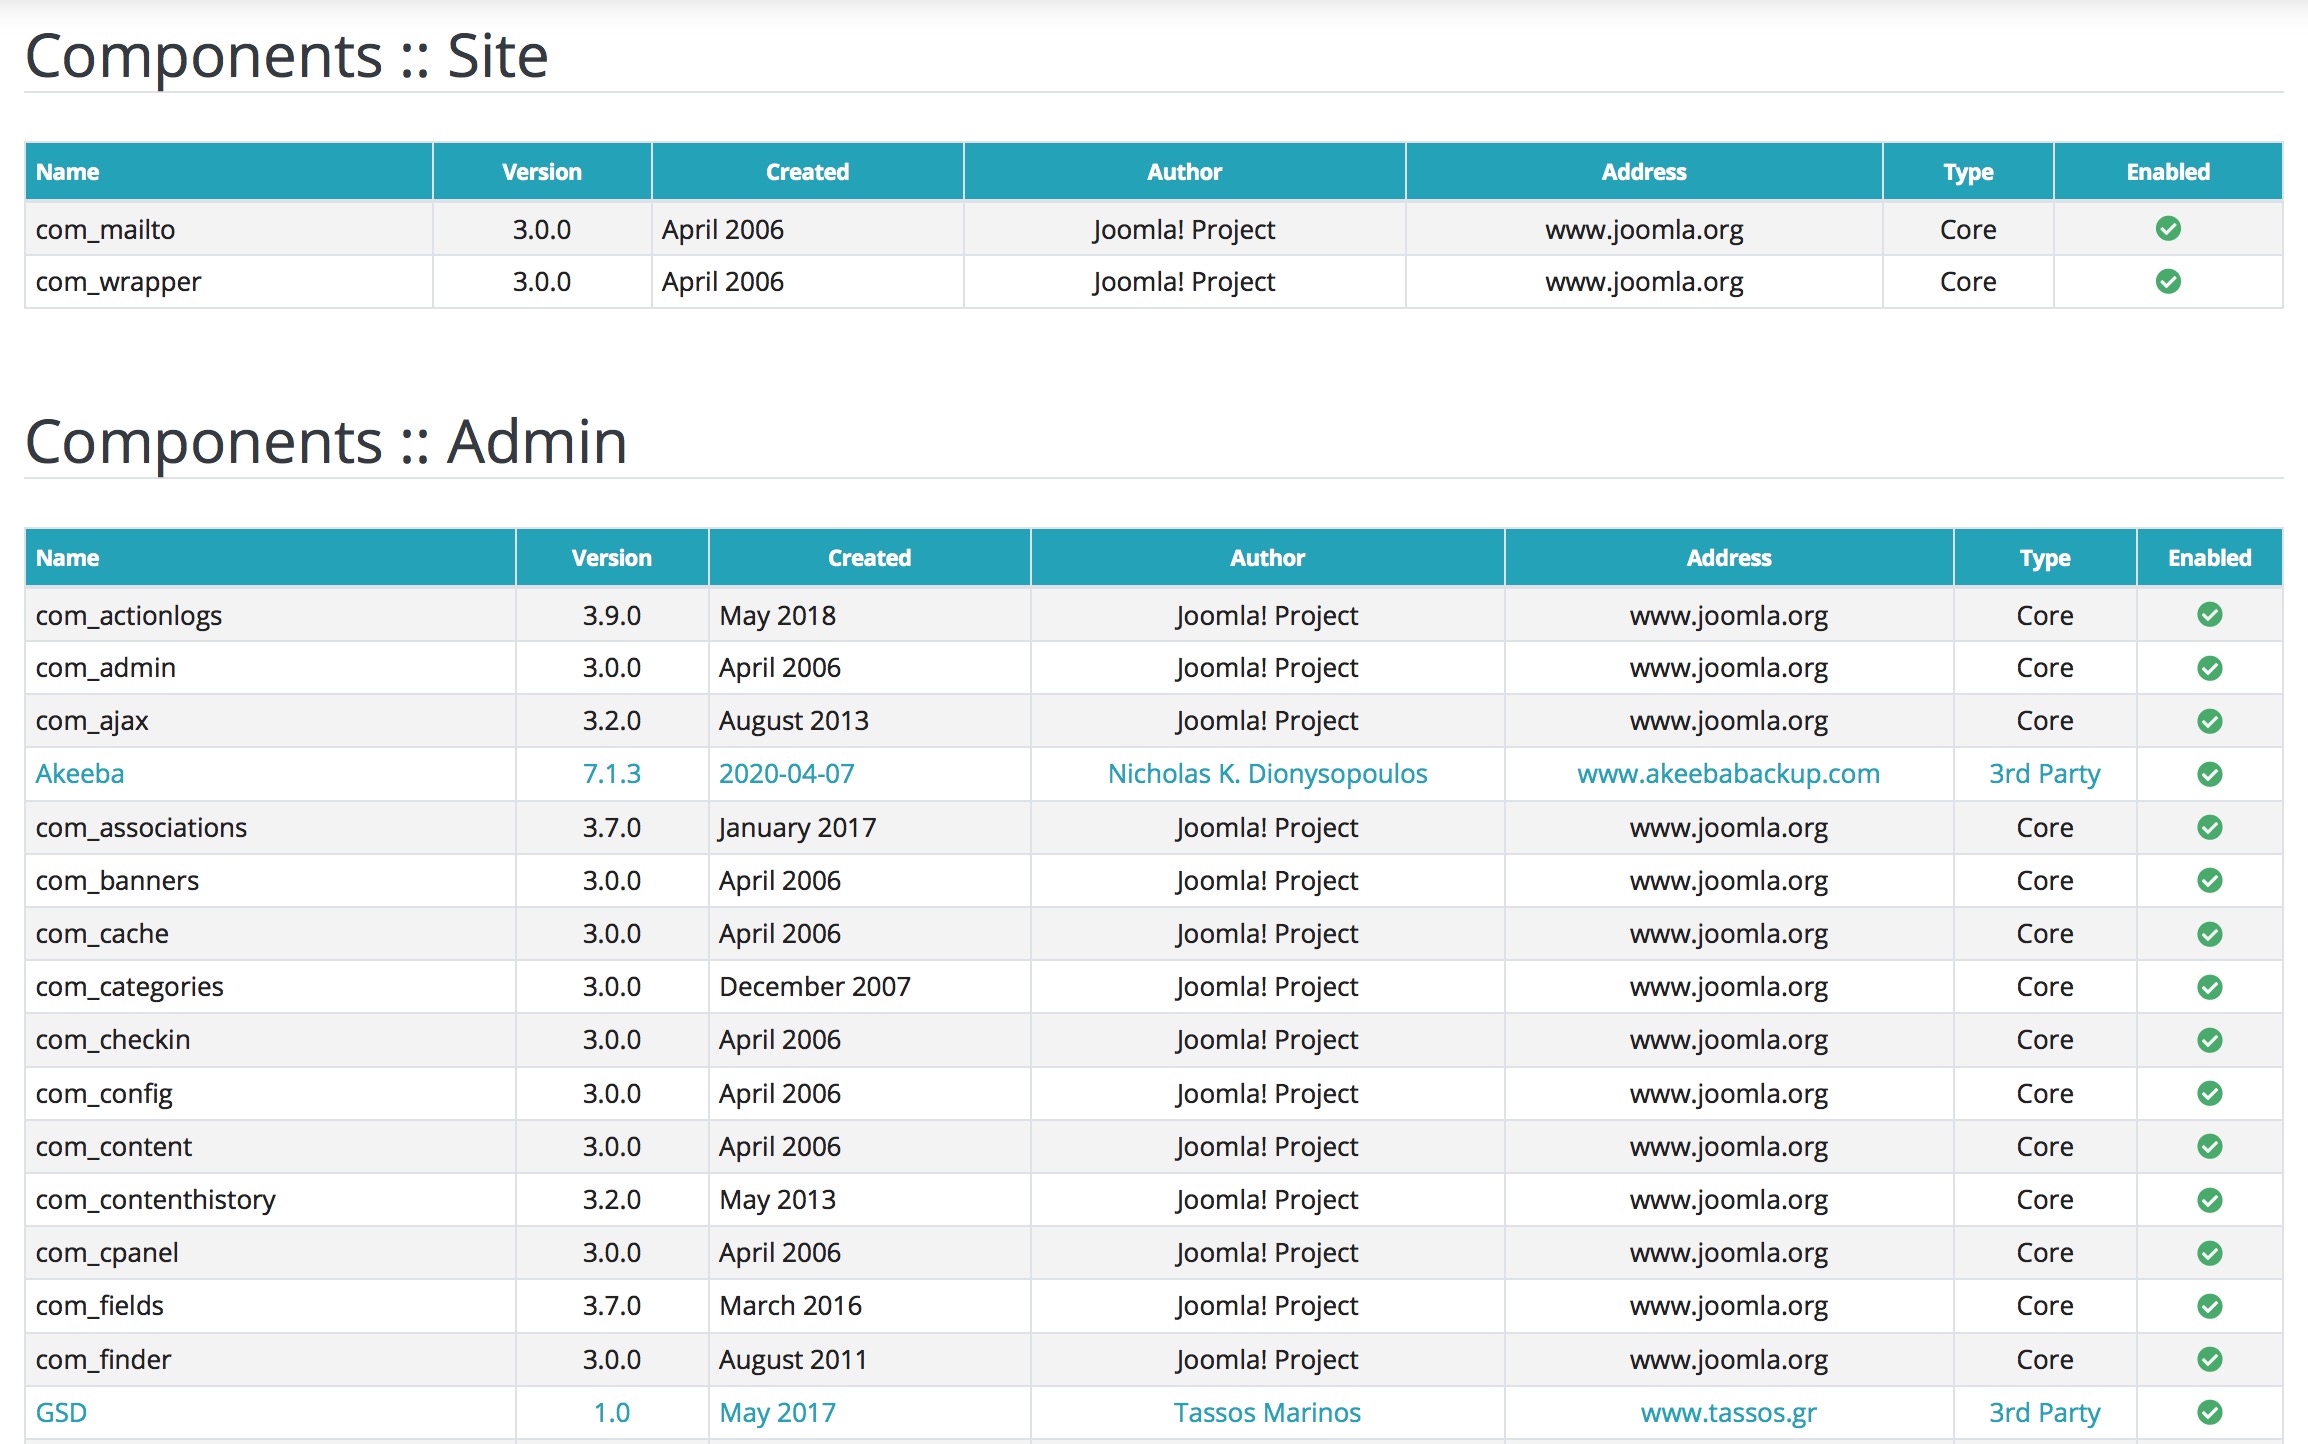 Components :: Site
Name Version Created Author Address Type Enabled
com_mailto 3.0.0 April 2006 Joomla! Project www.joomla.org Core
com_wrapper 3.0.0 April 2006 Joomla! Project www.joomla.org Core
Components :: Admin
Name Version Created Author Address Type Enabled
com_actionlogs 3.9.0 May 2018 Joomla! Project www.joomla.org Core
com_admin 3.0.0 April 2006 Joomla! Project www.joomla.org Core
com_ajax 3.2.0 August 2013 Joomla! Project www.joomla.org Core
Akeeba 7.1.3 2020-04-07 Nicholas K. Dionysopoulos www.akeebabackup.com 3rd Party
com_associations 3.7.0 January 2017 Joomla! Project www.joomla.org Core
com_banners 3.0.0 April 2006 Joomla! Project www.joomla.org Core
com_cache 3.0.0 April 2006 Joomla! Project www.joomla.org Core
com_categories 3.0.0 December 2007 Joomla! Project www.joomla.org Core
com_checkin 3.0.0 April 2006 Joomla! Project www.joomla.org Core
com_config 3.0.0 April 2006 Joomla! Project www.joomla.org Core
com_content 3.0.0 April 2006 Joomla! Project www.joomla.org Core
com_contenthistory 3.2.0 May 2013 Joomla! Project www.joomla.org Core
com_cpanel 3.0.0 April 2006 Joomla! Project www.joomla.org Core
com_fields 3.7.0 March 2016 Joomla! Project www.joomla.org Core
com_finder 3.0.0 August 2011 Joomla! Project www.joomla.org Core
GSD 1.0 May 2017 Tassos Marinos www.tassos.gr 3rd Party